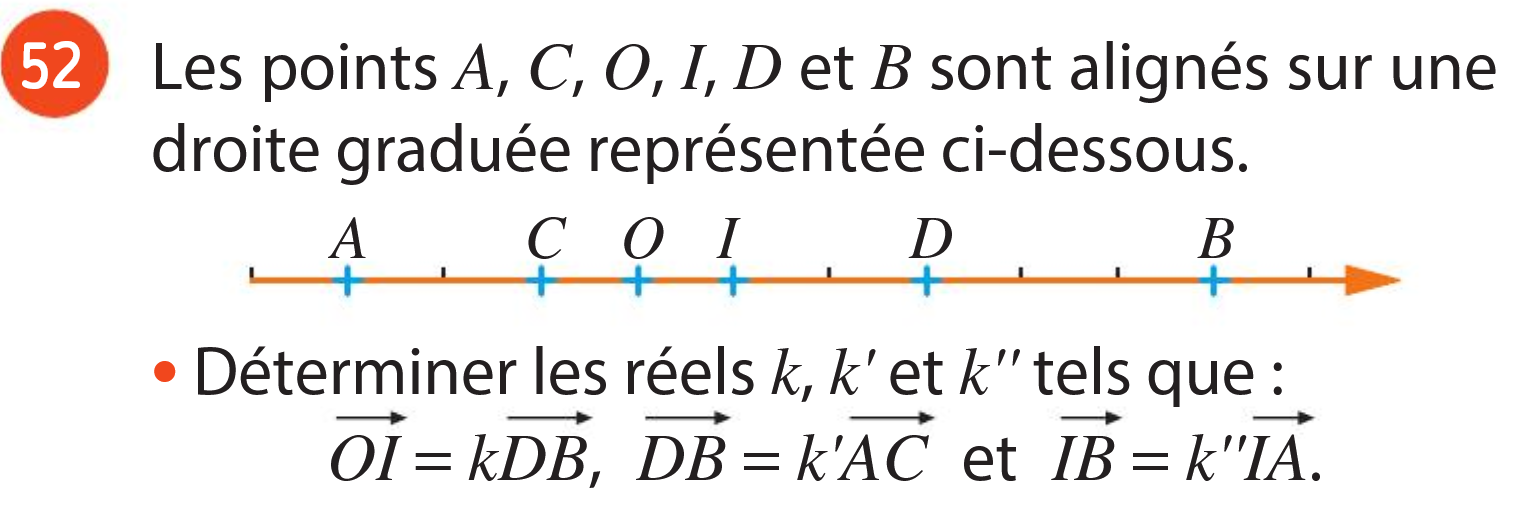 52 Les points A, C, O, I, D et B sont alignés sur une
droite graduée représentée ci-dessous.
A C O I D B
• Déterminer les réels k, k′ et k″ tels que :
$\overrightarrow{OI} = k\overrightarrow{DB}$, $\overrightarrow{DB} = k'\overrightarrow{AC}$ et $\overrightarrow{IB} = k''\overrightarrow{IA}$.